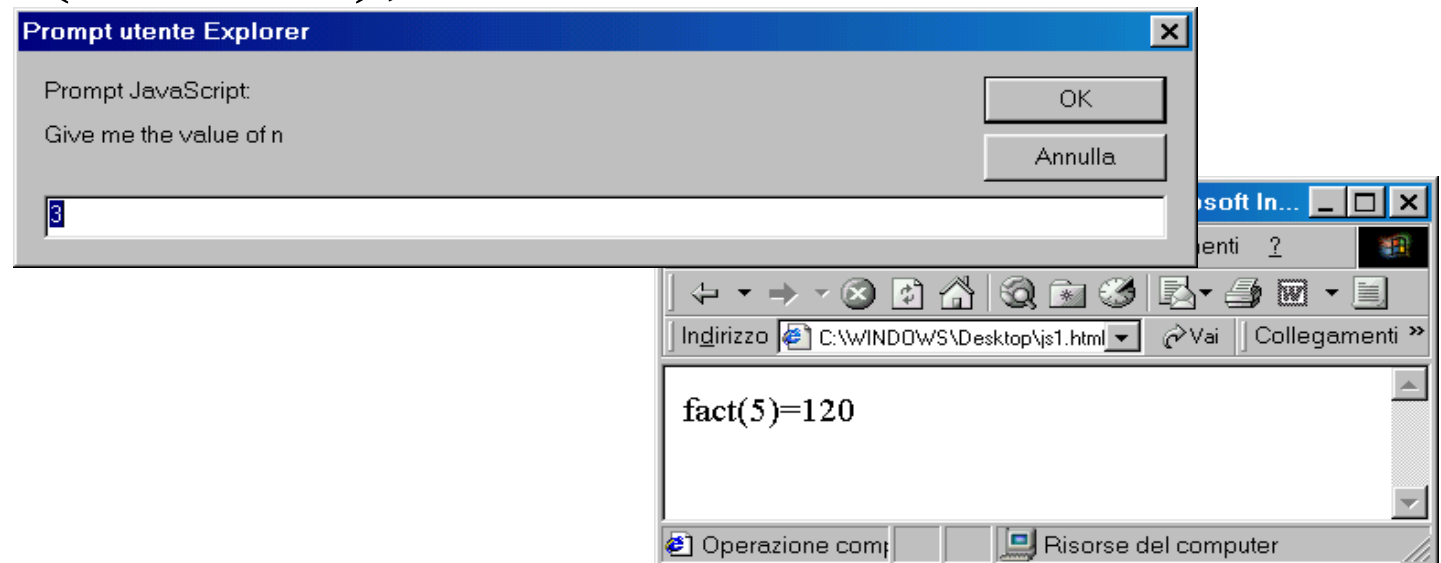 Prompt utente Explorer
Prompt JavaScript:
OK
Give me the value of n
Annulla
3
osoft In...
enti ?
Indirizzo C:\WINDOWS\Desktop\js1.html Vai Collegamenti »
fact(5)=120
Operazione comp Risorse del computer